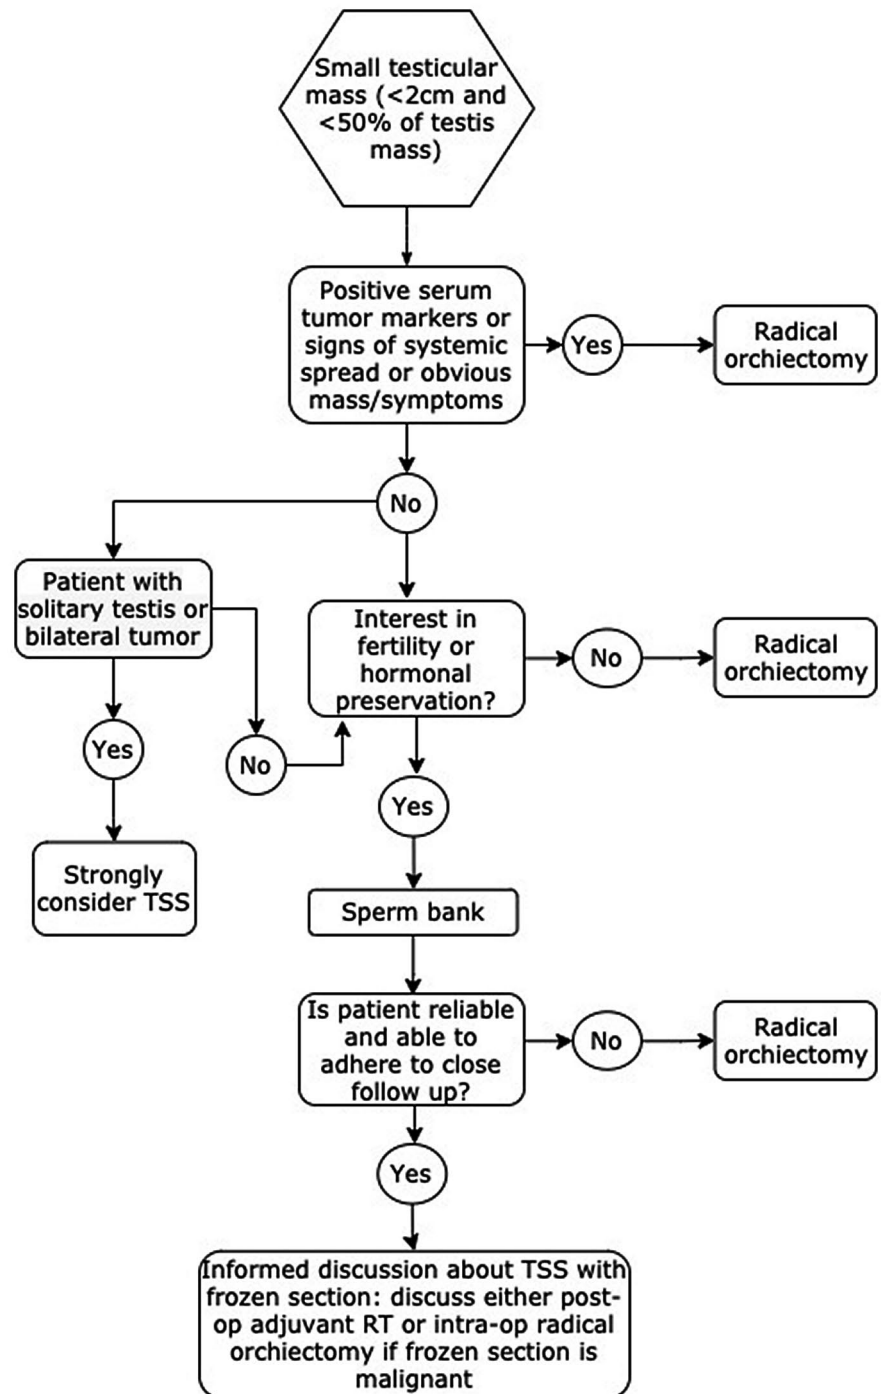 Small testicular
mass (<2cm and
<50% of testis
mass)
Positive serum
tumor markers or
signs of systemic
spread or obvious
mass/symptoms
Yes
Radical
orchiectomy
No
Patient with
solitary testis or
bilateral tumor
Interest in
fertility or
hormonal
preservation?
No
Radical
orchiectomy
Yes
No
Yes
Strongly
consider TSS
Sperm bank
Is patient reliable
and able to
adhere to close
follow up?
No
Radical
orchiectomy
Yes
Informed discussion about TSS with
frozen section: discuss either post-
op adjuvant RT or intra-op radical
orchiectomy if frozen section is
malignant